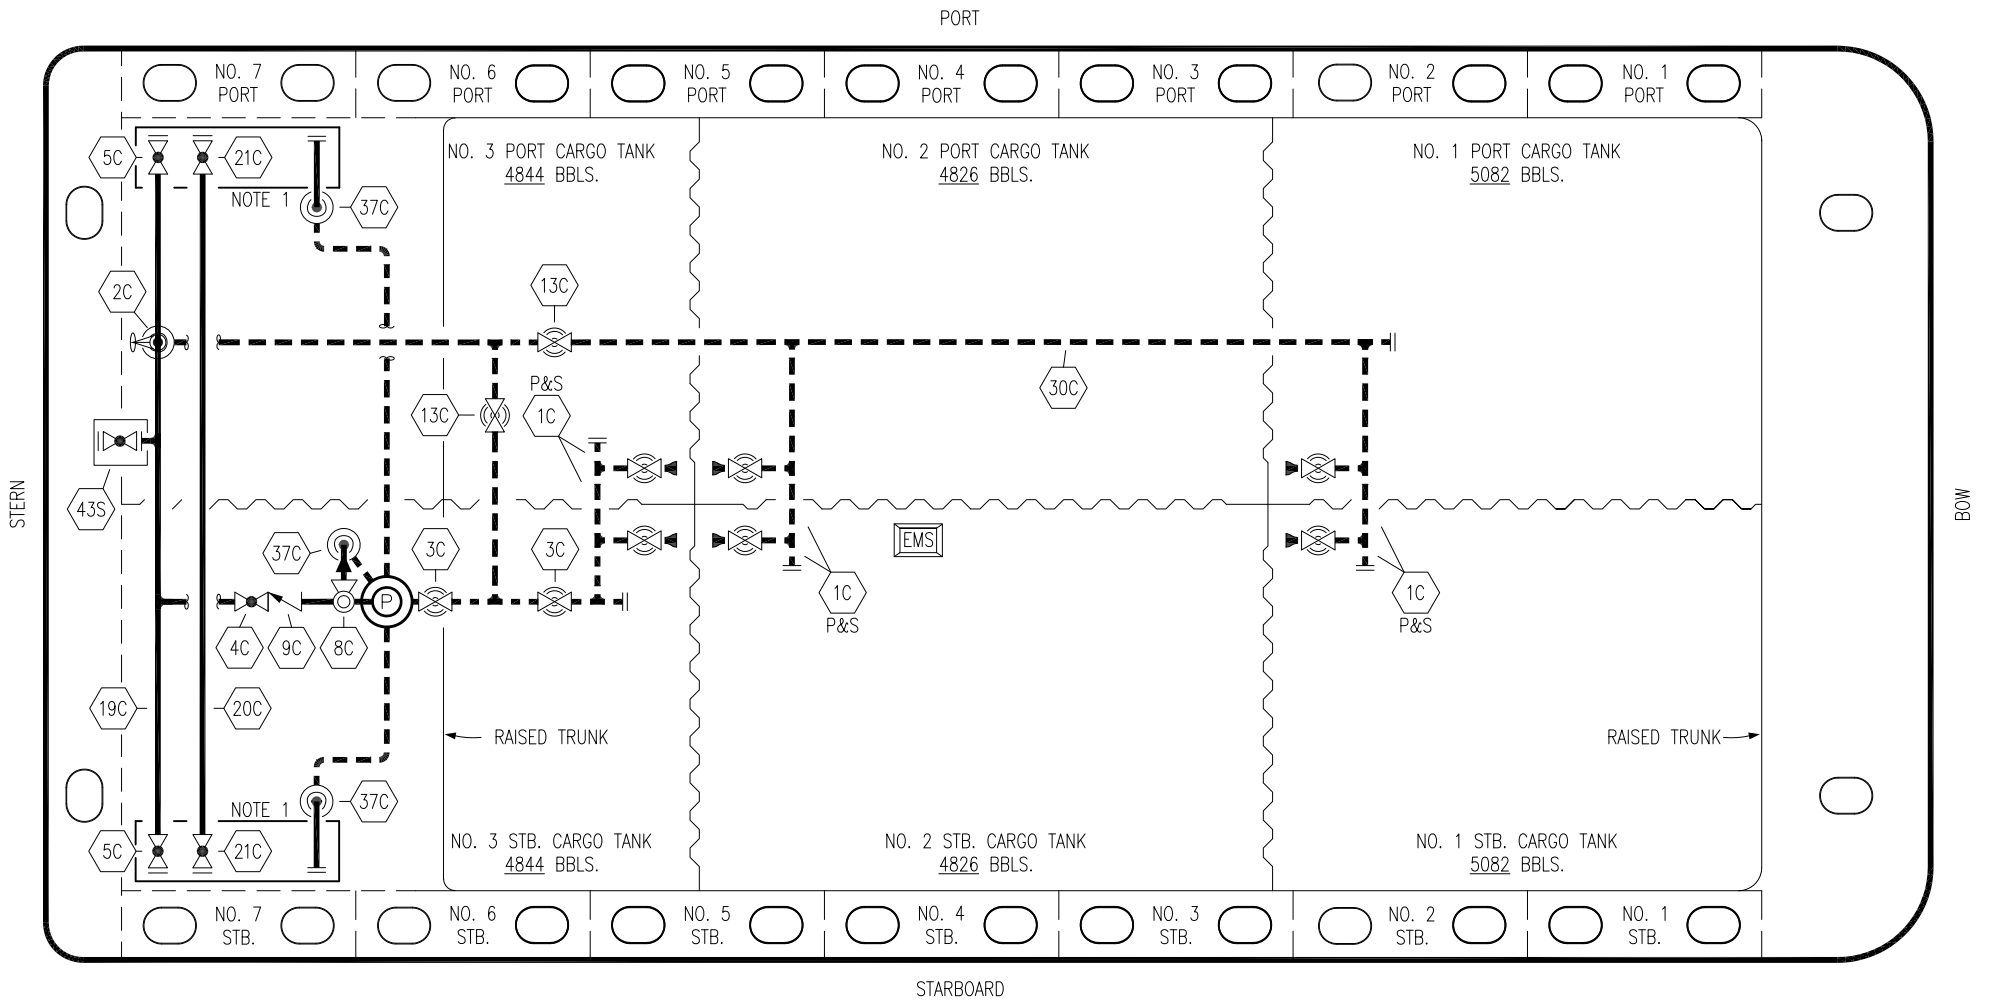 PORT
NO. 7
PORT
NO. 6
PORT
NO. 5
PORT
NO. 4
PORT
NO. 3
PORT
NO. 2
PORT
NO. 1
PORT
5C
21C
NOTE 1
37C
NO. 3 PORT CARGO TANK
4844 BBLS.
NO. 2 PORT CARGO TANK
4826 BBLS.
NO. 1 PORT CARGO TANK
5082 BBLS.
2C
13C
P&S
13C
1C
30C
43S
STERN
BOW
37C
3C
3C
EMS
1C
P&S
1C
P&S
P
4C
9C
8C
19C
20C
RAISED TRUNK
RAISED TRUNK
NOTE 1
37C
5C
21C
NO. 3 STB. CARGO TANK
4844 BBLS.
NO. 2 STB. CARGO TANK
4826 BBLS.
NO. 1 STB. CARGO TANK
5082 BBLS.
NO. 7
STB.
NO. 6
STB.
NO. 5
STB.
NO. 4
STB.
NO. 3
STB.
NO. 2
STB.
NO. 1
STB.
STARBOARD